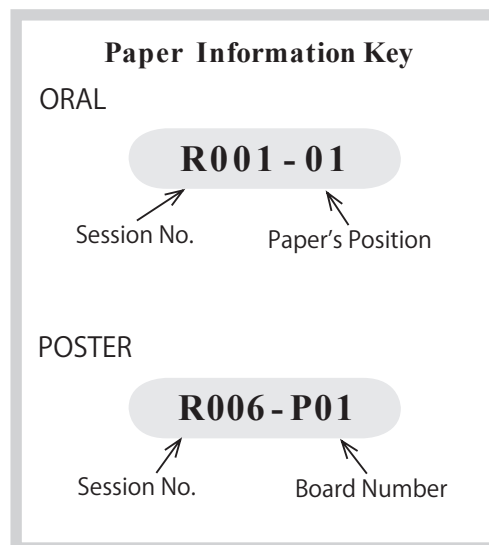 Paper Information Key
ORAL
R001-01
Session No. Paper's Position
POSTER
R006-P01
Session No. Board Number